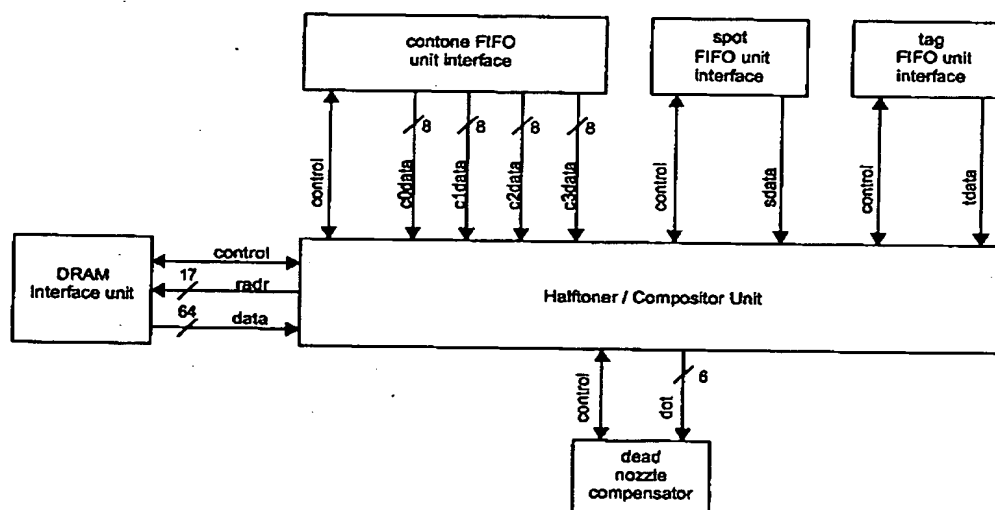 contone FIFO
unit interface
spot
FIFO unit
interface
tag
FIFO unit
interface
8
8
8
8
control
c0data
c1data
c2data
c3data
control
sdata
control
tdata
DRAM
interface unit
control
17
radr
64
data
Halftoner / Compositor Unit
control
6
dot
dead
nozzle
compensator